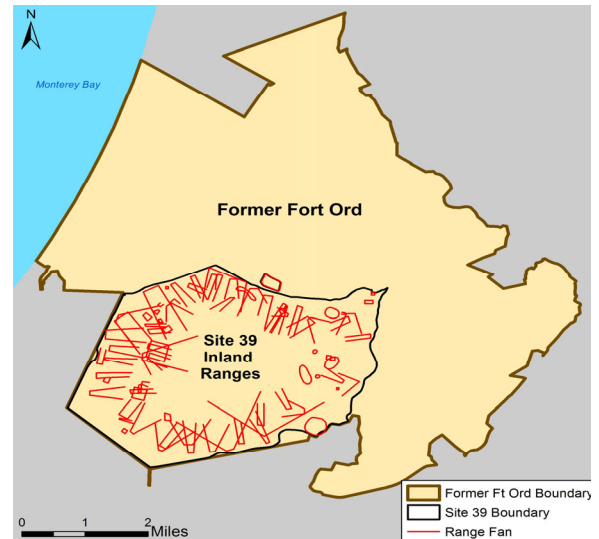 N
Monterey Bay
Former Fort Ord
Site 39
Inland
Ranges
0 1 2
Miles
Former Ft Ord Boundary
Site 39 Boundary
Range Fan